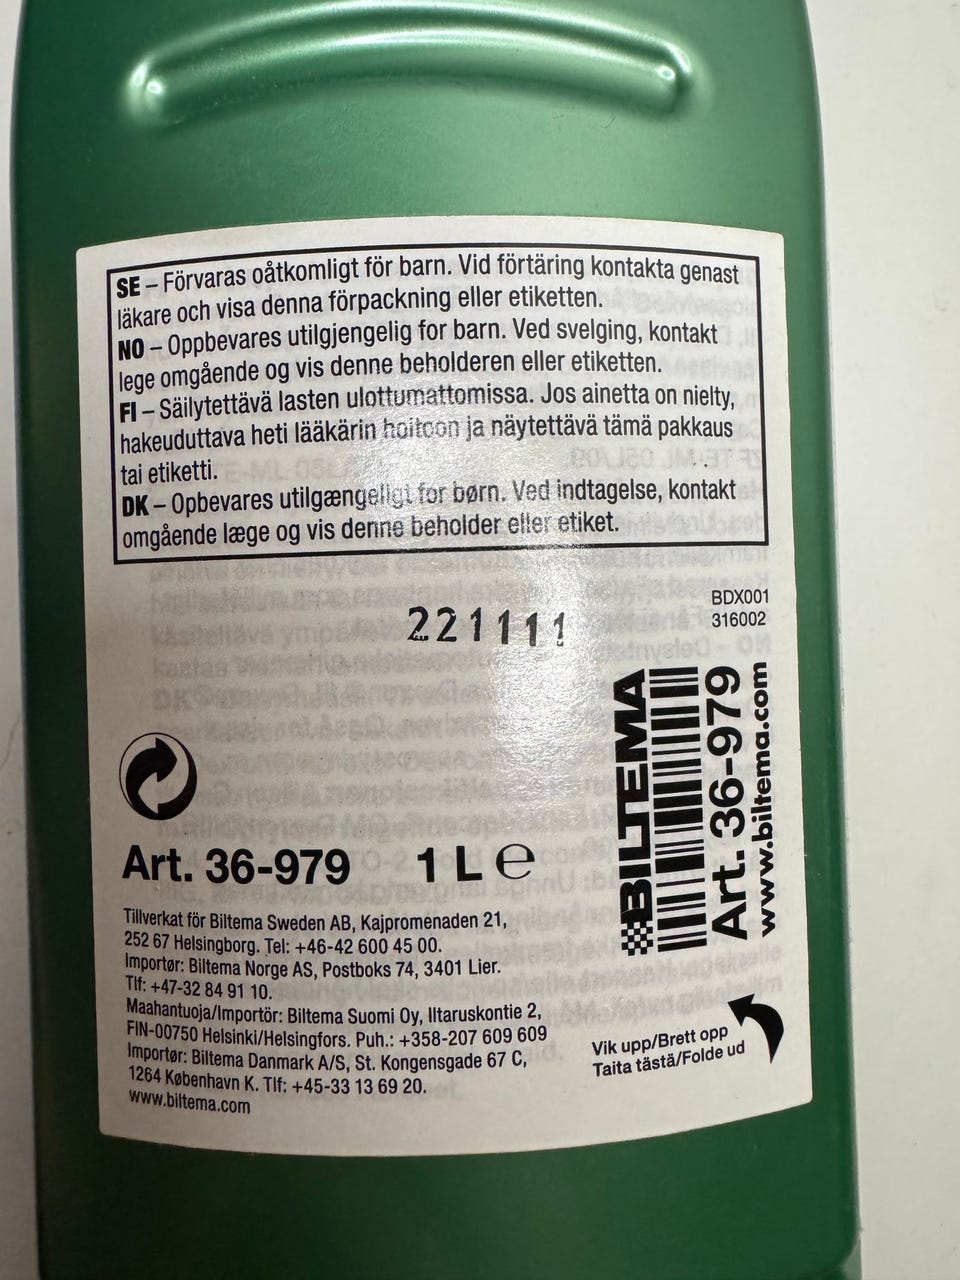 SE – Förvaras oåtkomligt för barn. Vid förtäring kontakta genast
läkare och visa denna förpackning eller etiketten.
NO – Oppbevares utilgjengelig for barn. Ved svelging, kontakt
lege omgående og vis denne beholderen eller etiketten.
FI – Säilytettävä lasten ulottumattomissa. Jos ainetta on nielty,
hakeuduttava heti lääkärin hoitoon ja näytettävä tämä pakkaus
tai etiketti.
DK – Opbevares utilgængeligt for børn. Ved indtagelse, kontakt
omgående læge og vis denne beholder eller etiket.
221111
BDX001
316002
BILTEMA
Art. 36-979
www.biltema.com
Art. 36-979 1 L e
Tillverkat för Biltema Sweden AB, Kajpromenaden 21,
252 67 Helsingborg. Tel: +46-42 600 45 00.
Importør: Biltema Norge AS, Postboks 74, 3401 Lier.
Tlf: +47-32 84 91 10.
Maahantuoja/Importör: Biltema Suomi Oy, Iltaruskontie 2,
FIN-00750 Helsinki/Helsingfors. Puh.: +358-207 609 609
Importør: Biltema Danmark A/S, St. Kongensgade 67 C,
1264 København K. Tlf: +45-33 13 69 20.
www.biltema.com
Vik upp/Brett opp
Taita tästä/Folde ud